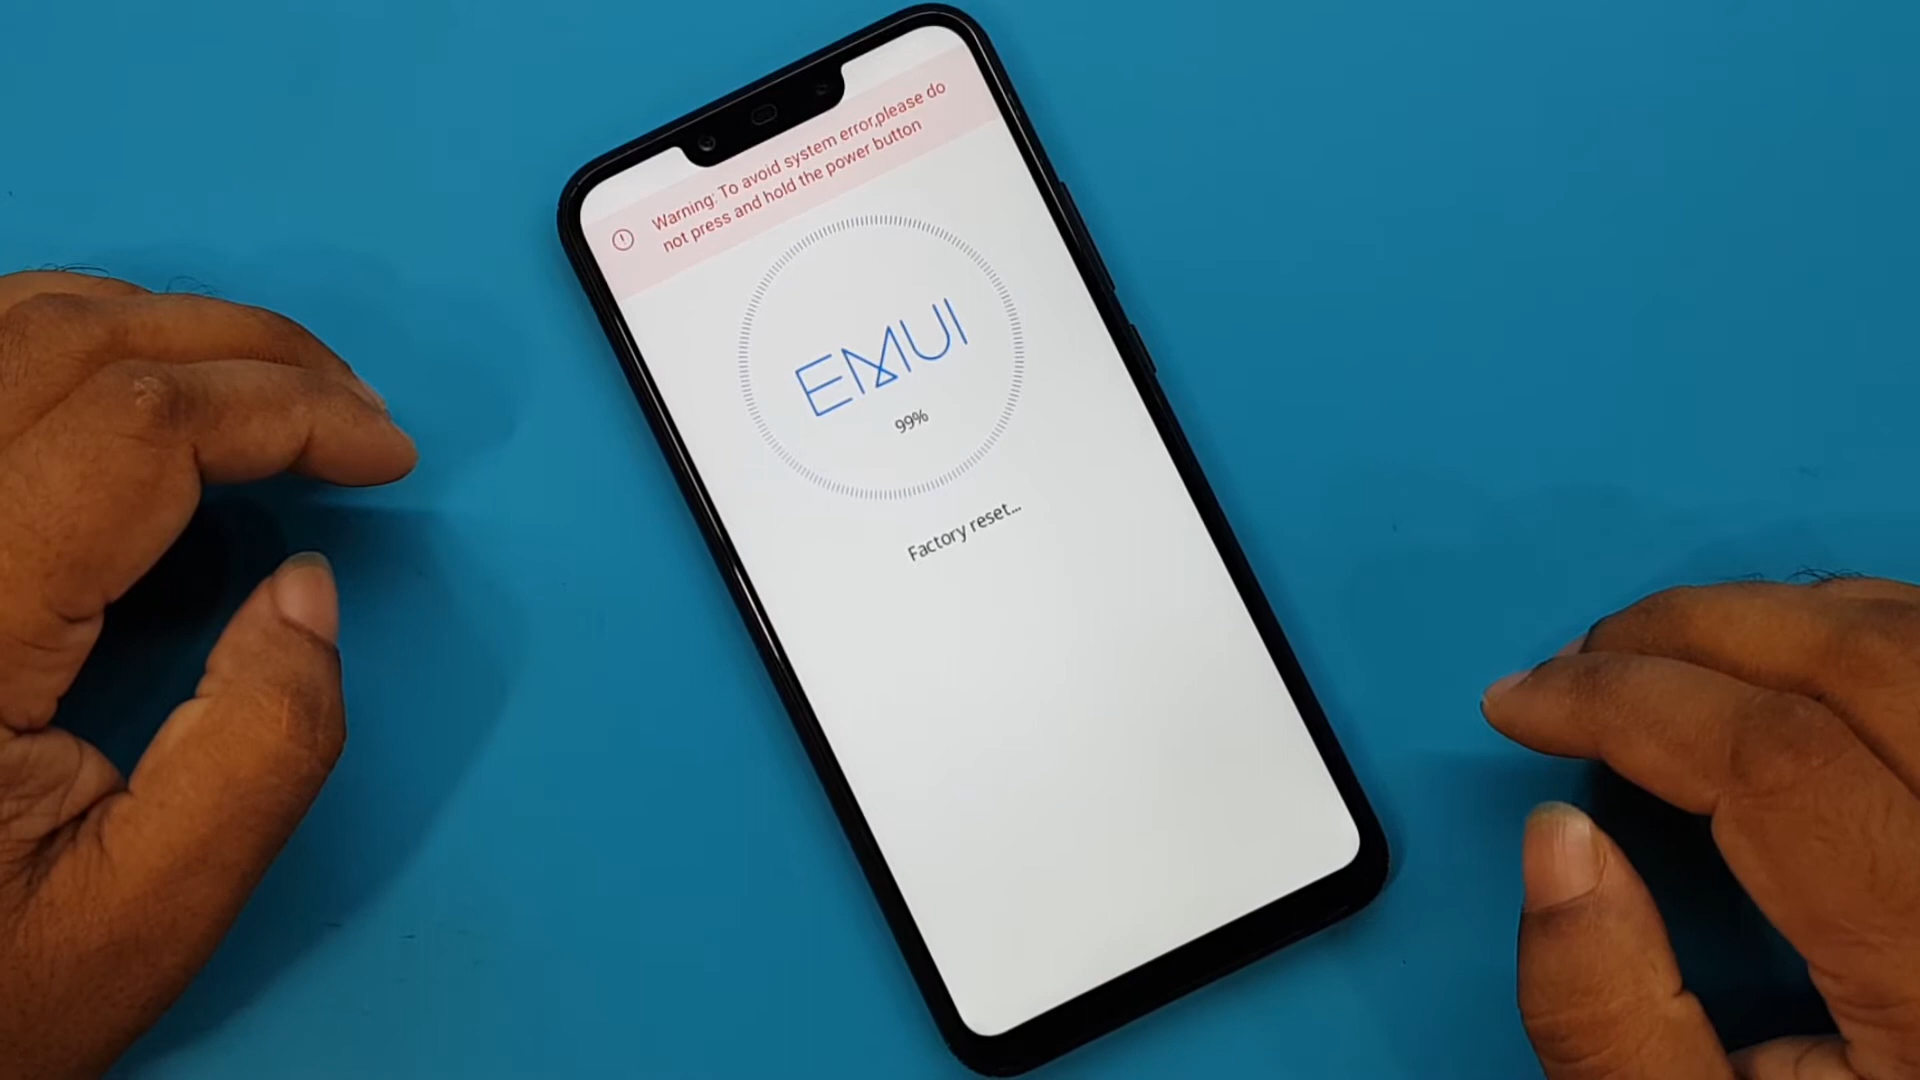 Warning: To avoid system error,please do
not press and hold the power button
EMUI
99%
Factory reset...